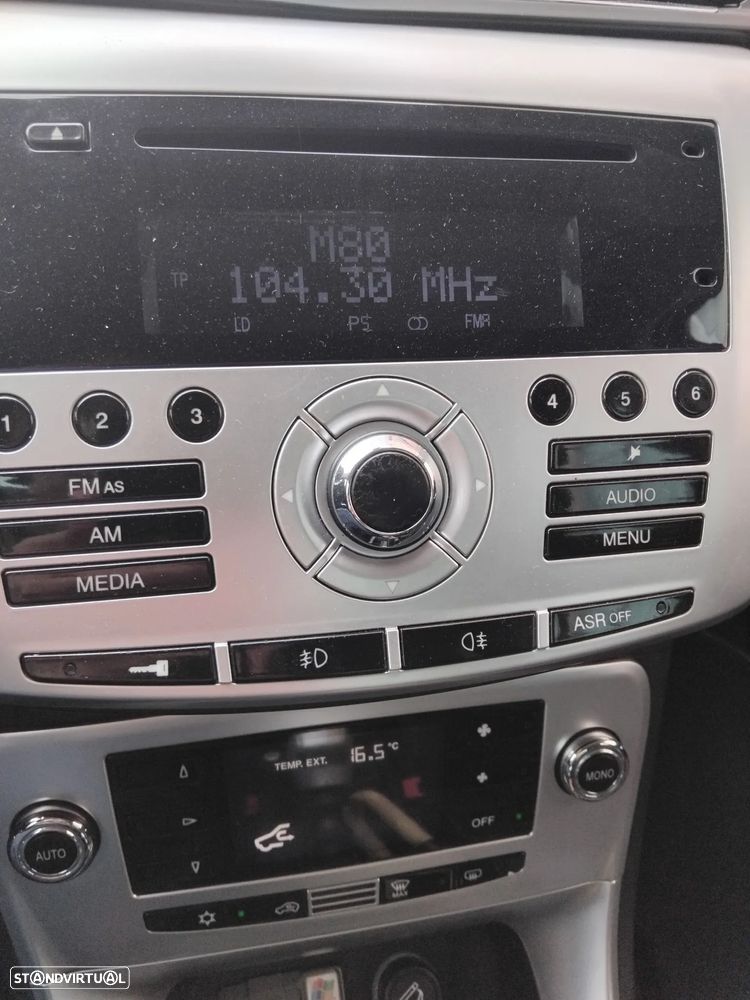 M80
TP 104.30 MHz
LD PS FMA
1 2 3 4 5 6
FM AS
AUDIO
AM
MENU
MEDIA
ASR OFF
TEMP. EXT. 16.5 °C
MONO
OFF
AUTO
MAX
STANDVIRTUAL